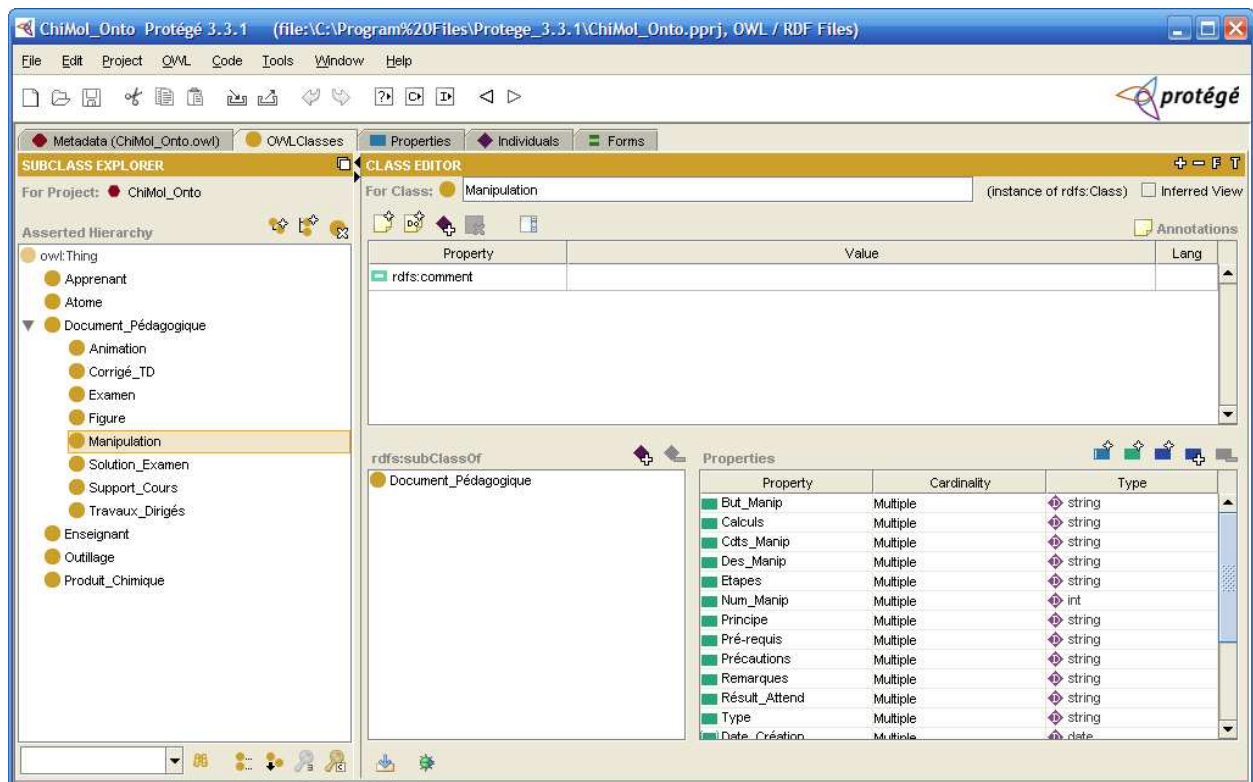 ChiMol_Onto Protégé 3.3.1 (file:\C:\Program%20Files\Protege_3.3.1\ChiMol_Onto.pprj, OWL / RDF Files)
File Edit Project OWL Code Tools Window Help
protégé
Metadata (ChiMol_Onto.owl) OWLClasses Properties Individuals Forms
SUBCLASS EXPLORER
For Project: ChiMol_Onto
Asserted Hierarchy
owl:Thing
Apprenant
Atome
Document_Pédagogique
Animation
Corrigé_TD
Examen
Figure
Manipulation
Solution_Examen
Support_Cours
Travaux_Dirigés
Enseignant
Outillage
Produit_Chimique
CLASS EDITOR
For Class: Manipulation (instance of rdfs:Class) Inferred View
Annotations
Property Value Lang
rdfs:comment
rdfs:subClassOf
Document_Pédagogique
Properties
Property Cardinality Type
But_Manip Multiple string
Calculs Multiple string
Cdts_Manip Multiple string
Des_Manip Multiple string
Etapes Multiple string
Num_Manip Multiple int
Principe Multiple string
Pré-requis Multiple string
Précautions Multiple string
Remarques Multiple string
Résult_Attend Multiple string
Type Multiple string
Date_Création Multiple date